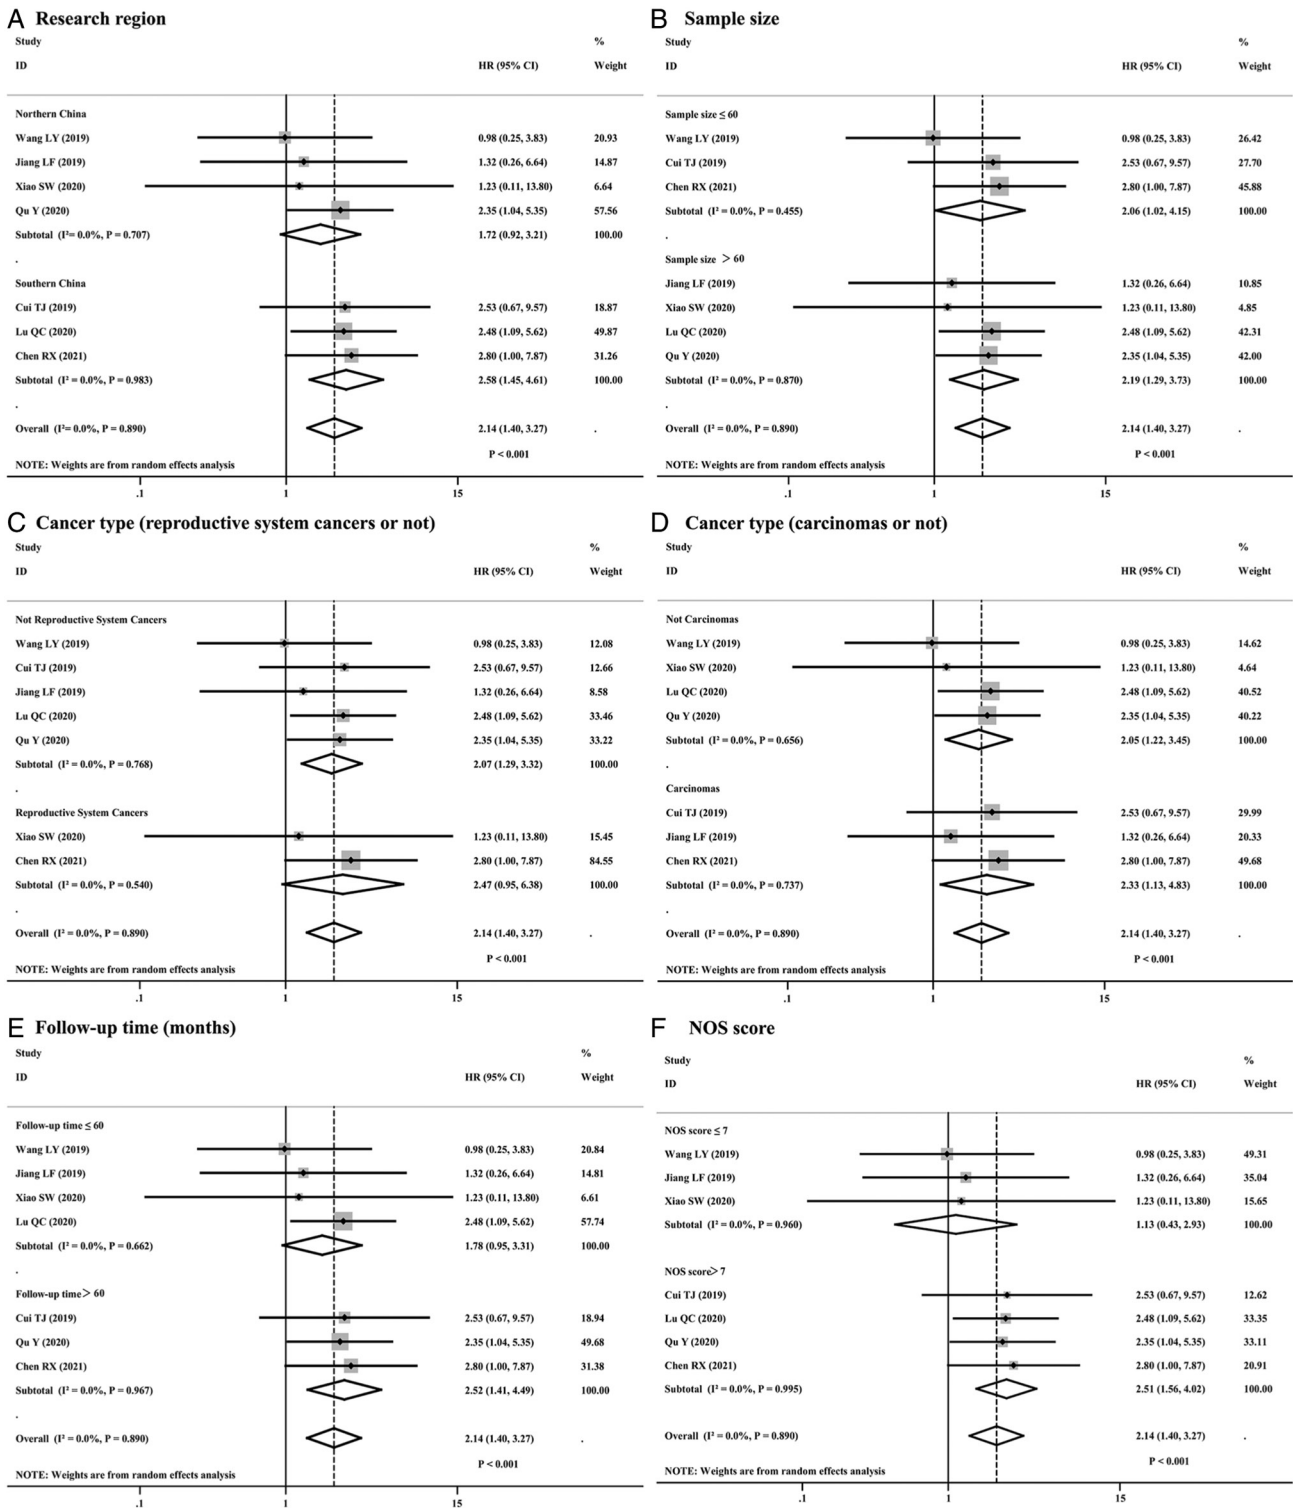 A Research region
Study %
ID HR (95% CI) Weight
Northern China
Wang LY (2019) 0.98 (0.25, 3.83) 20.93
Jiang LF (2019) 1.32 (0.26, 6.64) 14.87
Xiao SW (2020) 1.23 (0.11, 13.80) 6.64
Qu Y (2020) 2.35 (1.04, 5.35) 57.56
Subtotal (I²= 0.0%, P = 0.707) 1.72 (0.92, 3.21) 100.00
.
Southern China
Cui TJ (2019) 2.53 (0.67, 9.57) 18.87
Lu QC (2020) 2.48 (1.09, 5.62) 49.87
Chen RX (2021) 2.80 (1.00, 7.87) 31.26
Subtotal (I² = 0.0%, P = 0.983) 2.58 (1.45, 4.61) 100.00
.
Overall (I²= 0.0%, P = 0.890) 2.14 (1.40, 3.27) .
P < 0.001
NOTE: Weights are from random effects analysis
.1 1 15
B Sample size
Study %
ID HR (95% CI) Weight
Sample size ≤ 60
Wang LY (2019) 0.98 (0.25, 3.83) 26.42
Cui TJ (2019) 2.53 (0.67, 9.57) 27.70
Chen RX (2021) 2.80 (1.00, 7.87) 45.88
Subtotal (I² = 0.0%, P = 0.455) 2.06 (1.02, 4.15) 100.00
.
Sample size > 60
Jiang LF (2019) 1.32 (0.26, 6.64) 10.85
Xiao SW (2020) 1.23 (0.11, 13.80) 4.85
Lu QC (2020) 2.48 (1.09, 5.62) 42.31
Qu Y (2020) 2.35 (1.04, 5.35) 42.00
Subtotal (I² = 0.0%, P = 0.870) 2.19 (1.29, 3.73) 100.00
.
Overall (I² = 0.0%, P = 0.890) 2.14 (1.40, 3.27) .
P < 0.001
NOTE: Weights are from random effects analysis
.1 1 15
C Cancer type (reproductive system cancers or not)
Study %
ID HR (95% CI) Weight
Not Reproductive System Cancers
Wang LY (2019) 0.98 (0.25, 3.83) 12.08
Cui TJ (2019) 2.53 (0.67, 9.57) 12.66
Jiang LF (2019) 1.32 (0.26, 6.64) 8.58
Lu QC (2020) 2.48 (1.09, 5.62) 33.46
Qu Y (2020) 2.35 (1.04, 5.35) 33.22
Subtotal (I² = 0.0%, P = 0.768) 2.07 (1.29, 3.32) 100.00
.
Reproductive System Cancers
Xiao SW (2020) 1.23 (0.11, 13.80) 15.45
Chen RX (2021) 2.80 (1.00, 7.87) 84.55
Subtotal (I² = 0.0%, P = 0.540) 2.47 (0.95, 6.38) 100.00
.
Overall (I² = 0.0%, P = 0.890) 2.14 (1.40, 3.27) .
P < 0.001
NOTE: Weights are from random effects analysis
.1 1 15
D Cancer type (carcinomas or not)
Study %
ID HR (95% CI) Weight
Not Carcinomas
Wang LY (2019) 0.98 (0.25, 3.83) 14.62
Xiao SW (2020) 1.23 (0.11, 13.80) 4.64
Lu QC (2020) 2.48 (1.09, 5.62) 40.52
Qu Y (2020) 2.35 (1.04, 5.35) 40.22
Subtotal (I² = 0.0%, P = 0.656) 2.05 (1.22, 3.45) 100.00
.
Carcinomas
Cui TJ (2019) 2.53 (0.67, 9.57) 29.99
Jiang LF (2019) 1.32 (0.26, 6.64) 20.33
Chen RX (2021) 2.80 (1.00, 7.87) 49.68
Subtotal (I² = 0.0%, P = 0.737) 2.33 (1.13, 4.83) 100.00
.
Overall (I² = 0.0%, P = 0.890) 2.14 (1.40, 3.27) .
P < 0.001
NOTE: Weights are from random effects analysis
.1 1 15
E Follow-up time (months)
Study %
ID HR (95% CI) Weight
Follow-up time ≤ 60
Wang LY (2019) 0.98 (0.25, 3.83) 20.84
Jiang LF (2019) 1.32 (0.26, 6.64) 14.81
Xiao SW (2020) 1.23 (0.11, 13.80) 6.61
Lu QC (2020) 2.48 (1.09, 5.62) 57.74
Subtotal (I² = 0.0%, P = 0.662) 1.78 (0.95, 3.31) 100.00
.
Follow-up time > 60
Cui TJ (2019) 2.53 (0.67, 9.57) 18.94
Qu Y (2020) 2.35 (1.04, 5.35) 49.68
Chen RX (2021) 2.80 (1.00, 7.87) 31.38
Subtotal (I² = 0.0%, P = 0.967) 2.52 (1.41, 4.49) 100.00
.
Overall (I² = 0.0%, P = 0.890) 2.14 (1.40, 3.27) .
P < 0.001
NOTE: Weights are from random effects analysis
.1 1 15
F NOS score
Study %
ID HR (95% CI) Weight
NOS score ≤ 7
Wang LY (2019) 0.98 (0.25, 3.83) 49.31
Jiang LF (2019) 1.32 (0.26, 6.64) 35.04
Xiao SW (2020) 1.23 (0.11, 13.80) 15.65
Subtotal (I² = 0.0%, P = 0.960) 1.13 (0.43, 2.93) 100.00
NOS score > 7
Cui TJ (2019) 2.53 (0.67, 9.57) 12.62
Lu QC (2020) 2.48 (1.09, 5.62) 33.35
Qu Y (2020) 2.35 (1.04, 5.35) 33.11
Chen RX (2021) 2.80 (1.00, 7.87) 20.91
Subtotal (I² = 0.0%, P = 0.995) 2.51 (1.56, 4.02) 100.00
Overall (I² = 0.0%, P = 0.890) 2.14 (1.40, 3.27) .
P < 0.001
NOTE: Weights are from random effects analysis
.1 1 15